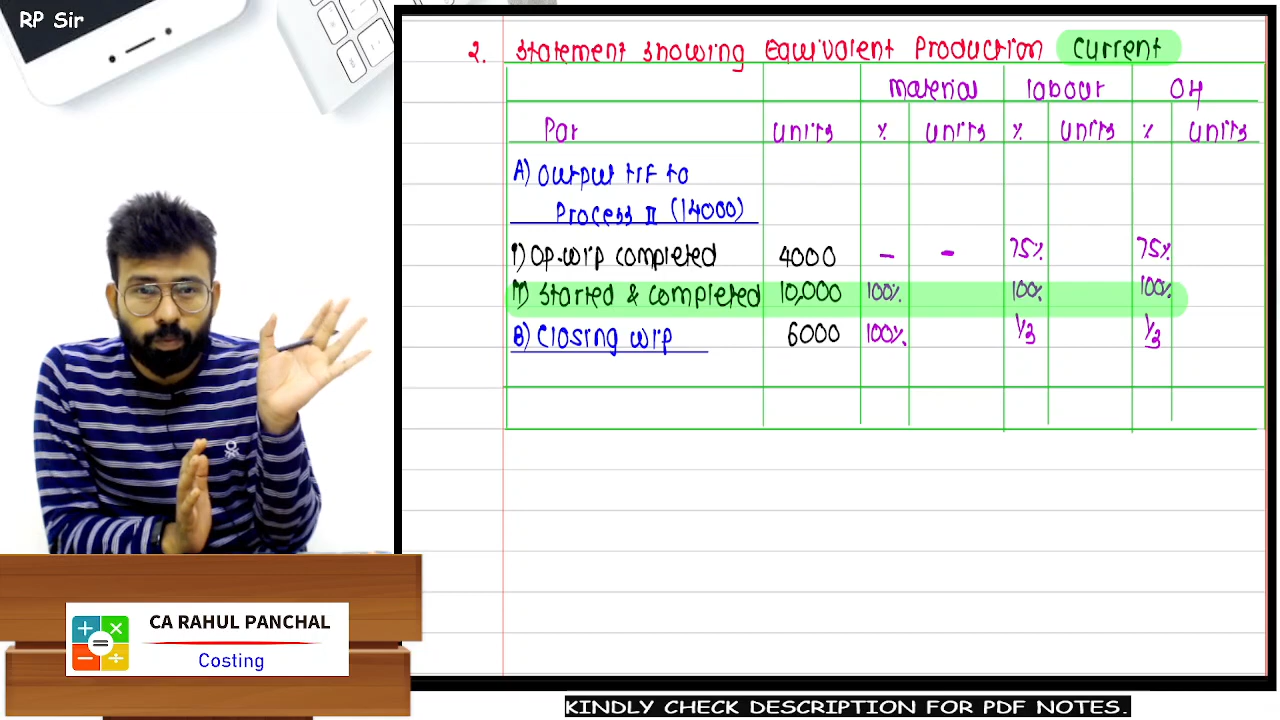 RP Sir
2. Statement Showing Equivalent Production Current
Material Labour OH
Par Units % Units % Units % Units
A) Output trf to
Process II (14000)
i) Op. wip completed 4000 - - 75% 75%
ii) Started & completed 10,000 100% 100% 100%
B) Closing wip 6000 100% 1/3 1/3
CA RAHUL PANCHAL
Costing
KINDLY CHECK DESCRIPTION FOR PDF NOTES.